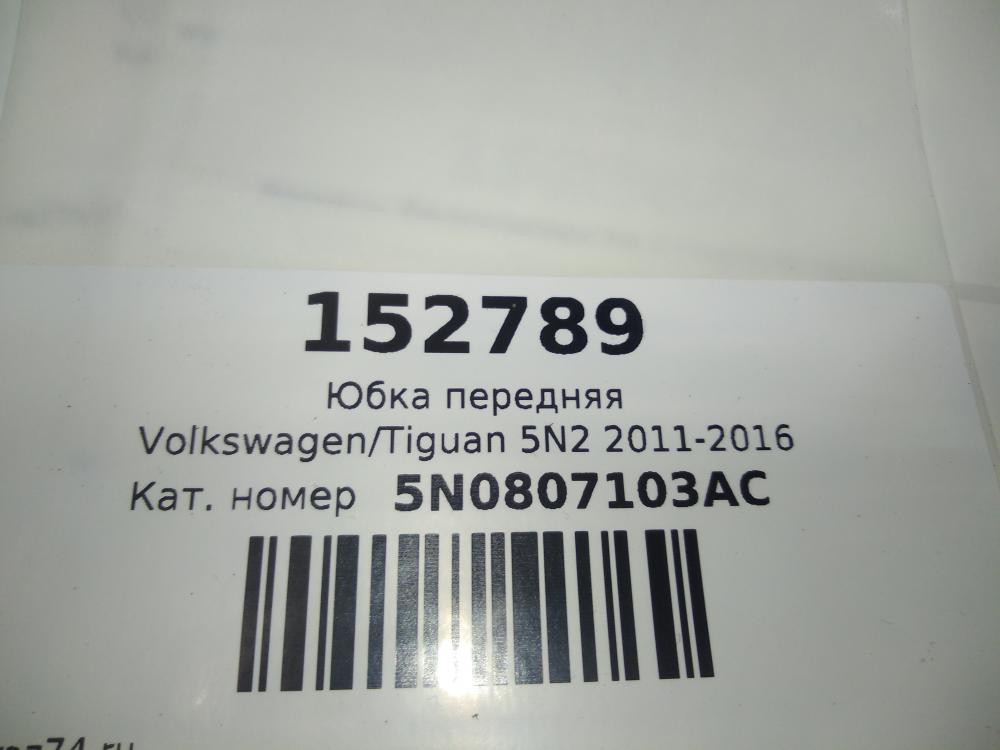 152789
Юбка передняя
Volkswagen/Tiguan 5N2 2011-2016
Кат. номер 5N0807103AC